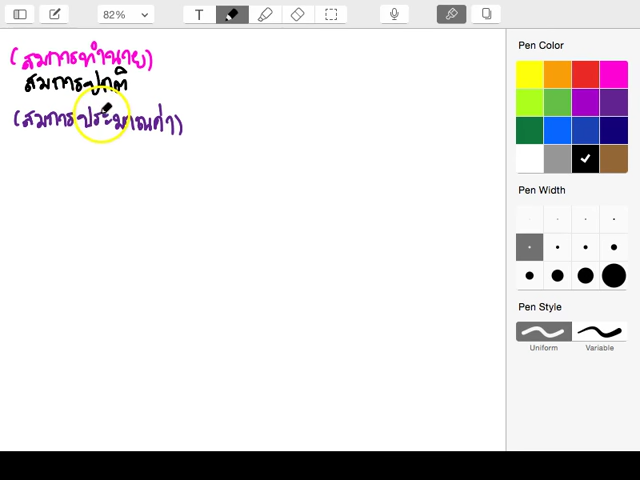 82%
T
(สมการทำนาย)
สมการปกติ
(สมการประมาณค่า)
Pen Color
Pen Width
Pen Style
Uniform Variable